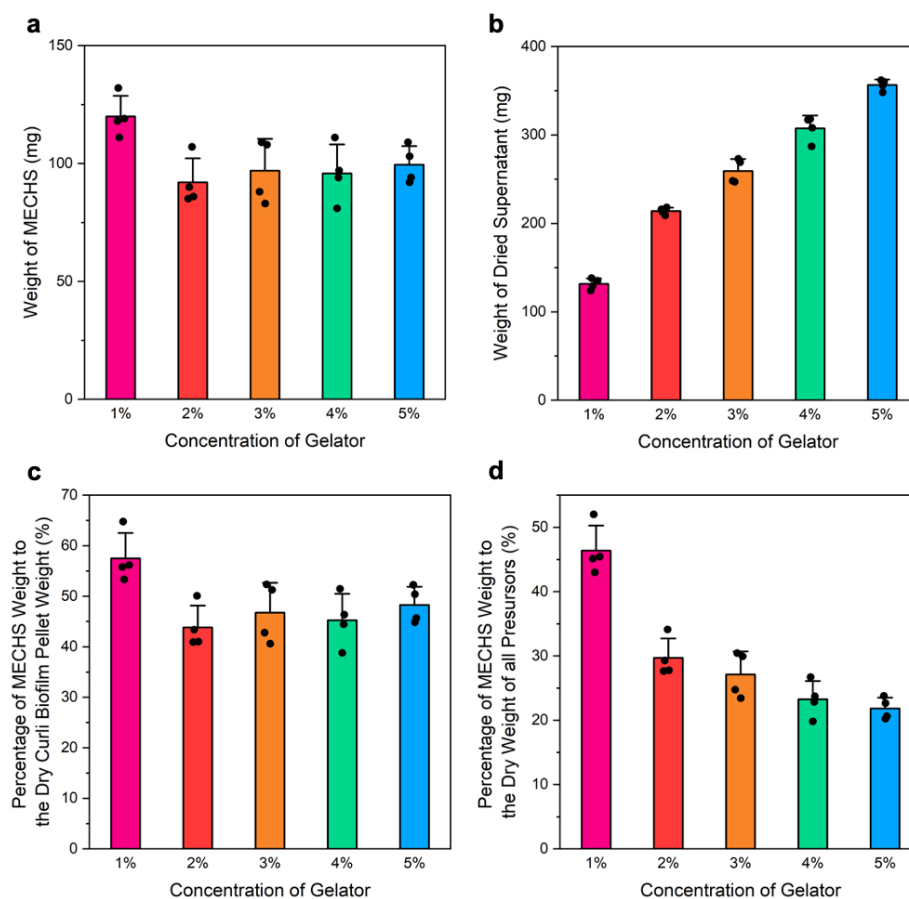 a
150
100
50
0
Weight of MECHS (mg)
1% 2% 3% 4% 5%
Concentration of Gelator
b
400
300
200
100
0
Weight of Dried Supernatant (mg)
1% 2% 3% 4% 5%
Concentration of Gelator
c
70
60
50
40
30
20
10
0
Percentage of MECHS Weight to
the Dry Curli Biofilm Pellet Weight (%)
1% 2% 3% 4% 5%
Concentration of Gelator
d
50
40
30
20
10
0
Percentage of MECHS Weight to
the Dry Weight of all Presursors (%)
1% 2% 3% 4% 5%
Concentration of Gelator